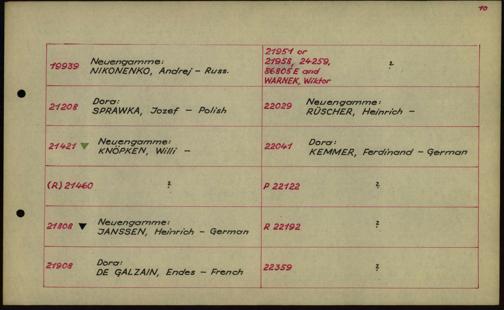 10
19939 Neuengamme:
NIKONENKO, Andrej - Russ.
21951 or
21958, 24259,
86805E and
WARNEK, Wiktor
?
21208 Dora:
SPRAWKA, Jozef - Polish
22029 Neuengamme:
RÜSCHER, Heinrich -
21421 Neuengamme:
KNÖPKEN, Willi -
22041 Dora:
KEMMER, Ferdinand - German
(R) 21460 ?
P 22122 ?
21808 Neuengamme:
JANSSEN, Heinrich - German
R 22192 ?
21908 Dora:
DE GALZAIN, Endes - French
22359 ?